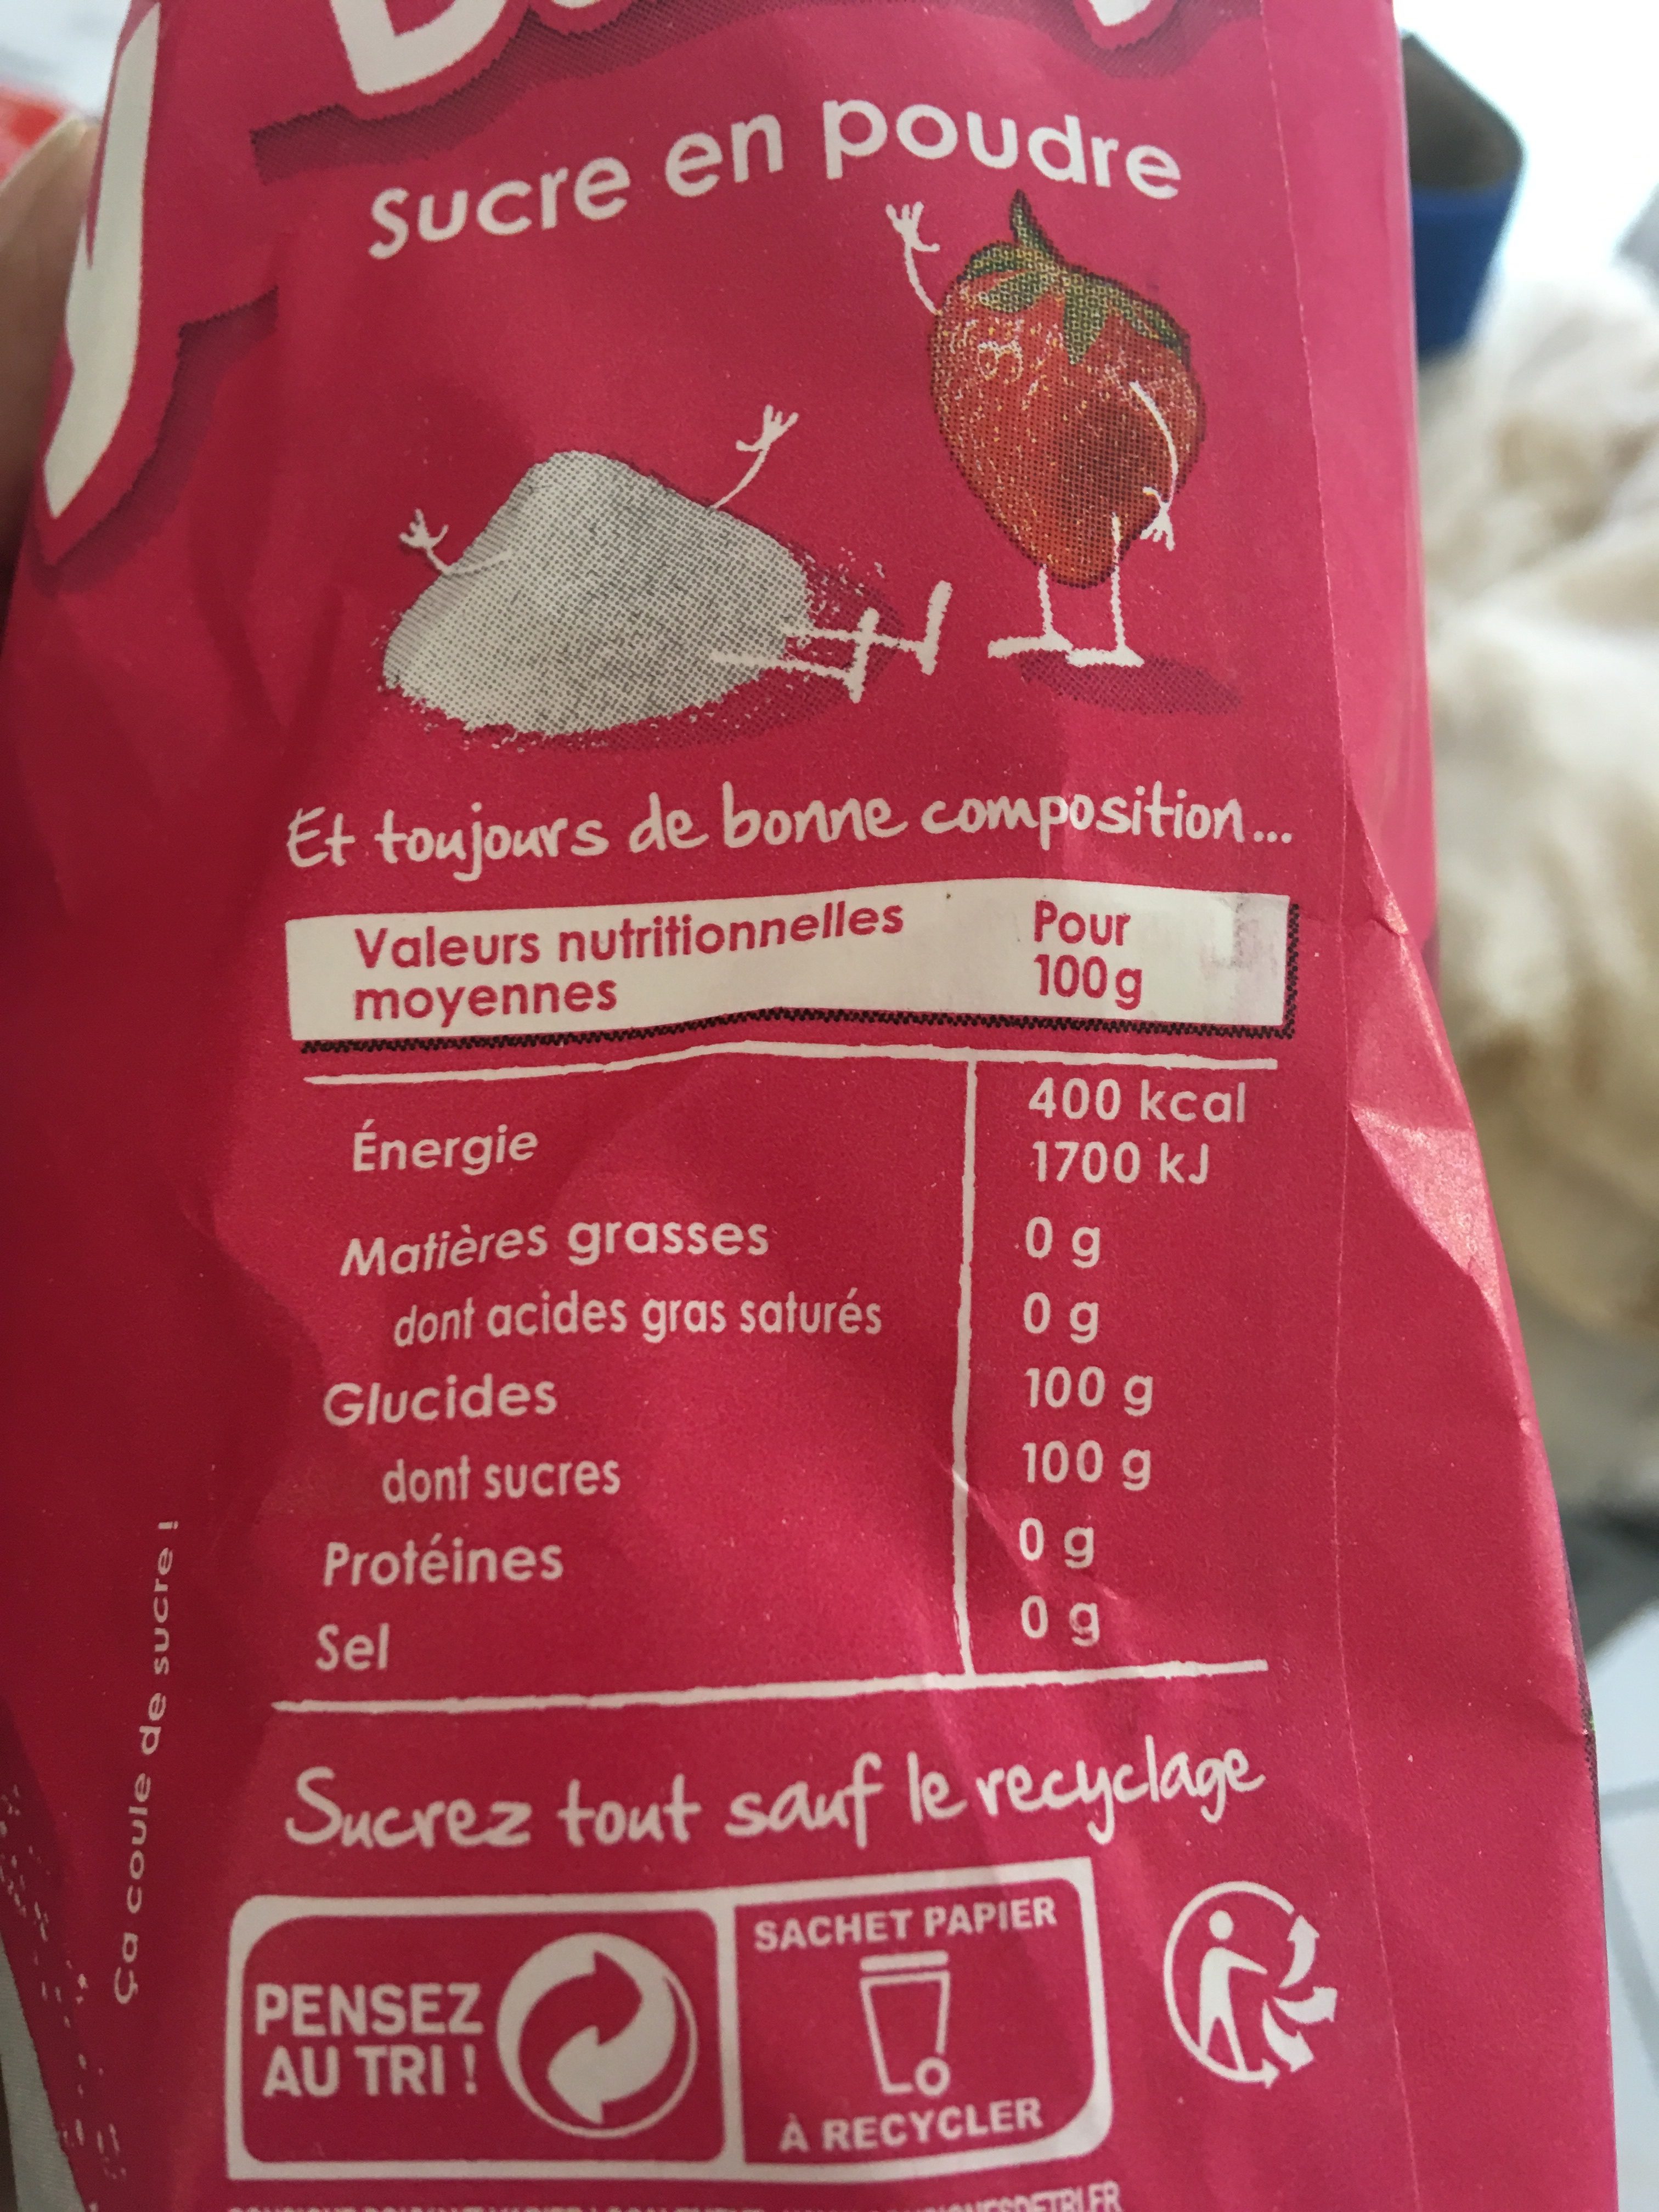 Sucre en poudre
Et toujours de bonne composition...
Valeurs nutritionnelles moyennes
Pour 100g
Énergie
400 kcal
1700 kJ
Matières grasses 0 g
dont acides gras saturés 0 g
Glucides 100 g
dont sucres 100 g
Protéines 0 g
Sel 0 g
Sucrez tout sauf le recyclage
PENSEZ
AU TRI !
SACHET PAPIER
À RECYCLER
Ça coule de sucre !